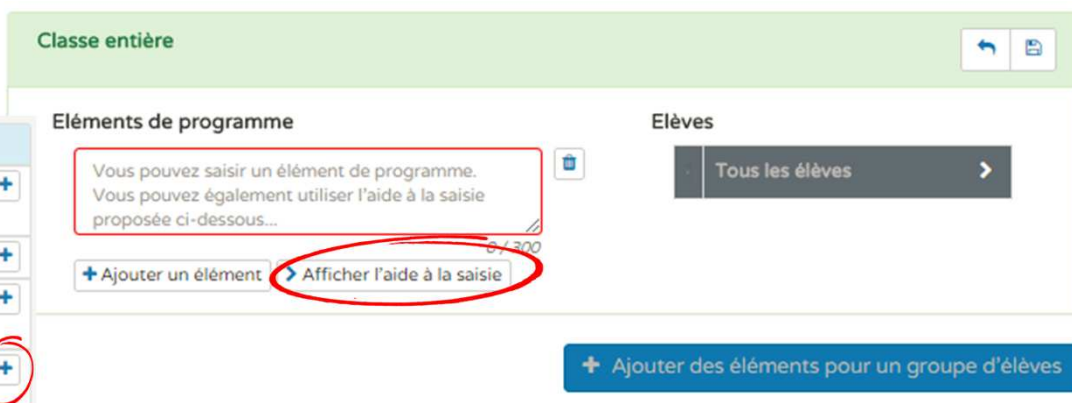 Classe entière
Eléments de programme
Elèves
Vous pouvez saisir un élément de programme.
Vous pouvez également utiliser l'aide à la saisie
proposée ci-dessous...
Tous les élèves
0 / 300
+ Ajouter un élément
Afficher l'aide à la saisie
+ Ajouter des éléments pour un groupe d'élèves